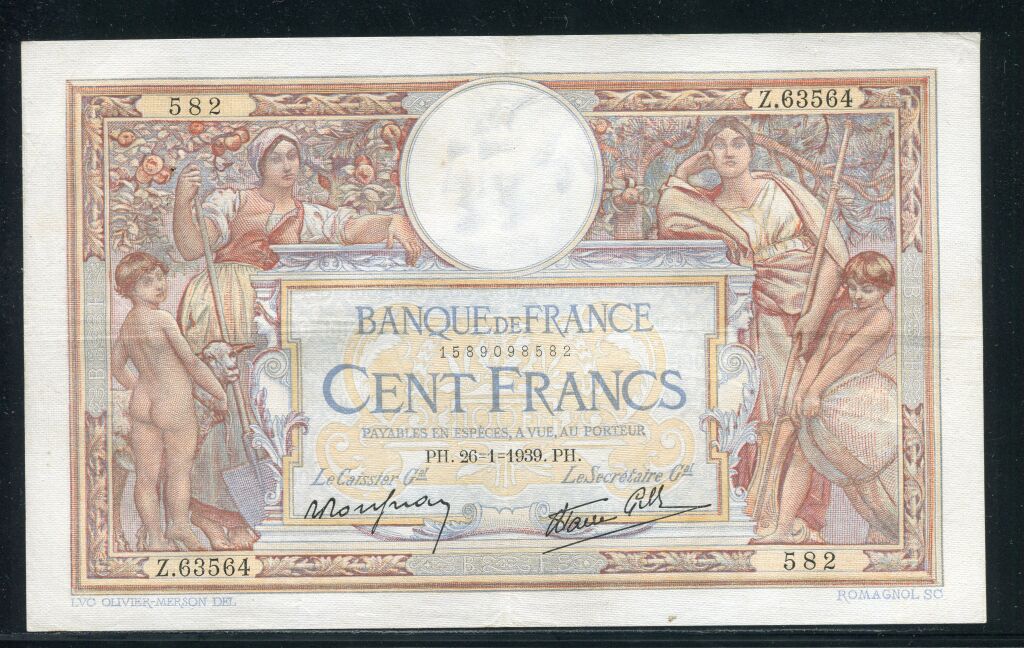 582
Z.63564
BANQUE DE FRANCE
1589098582
CENT FRANCS
PAYABLES EN ESPÈCES, A VUE, AU PORTEUR
PH. 26=1=1939. PH.
Le Caissier Gal
Le Secrétaire Gal
Z.63564
582
LVC OLIVIER-MERSON DEL
ROMAGNOL SC